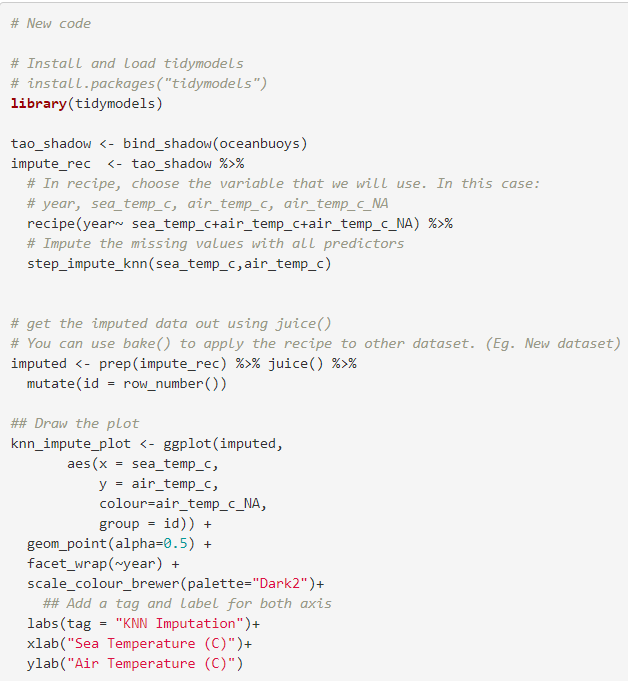 # New code

# Install and load tidymodels
# install.packages("tidymodels")
library(tidymodels)

tao_shadow <- bind_shadow(oceanbuoys)
impute_rec  <- tao_shadow %>%
  # In recipe, choose the variable that we will use. In this case:
  # year, sea_temp_c, air_temp_c, air_temp_c_NA
  recipe(year~ sea_temp_c+air_temp_c+air_temp_c_NA) %>%
  # Impute the missing values with all predictors
  step_impute_knn(sea_temp_c,air_temp_c)


# get the imputed data out using juice()
# You can use bake() to apply the recipe to other dataset. (Eg. New dataset)
imputed <- prep(impute_rec) %>% juice() %>%
  mutate(id = row_number())

## Draw the plot
knn_impute_plot <- ggplot(imputed,
       aes(x = sea_temp_c,
           y = air_temp_c,
           colour=air_temp_c_NA,
           group = id)) +
  geom_point(alpha=0.5) +
  facet_wrap(~year) +
  scale_colour_brewer(palette="Dark2")+
    ## Add a tag and label for both axis
  labs(tag = "KNN Imputation")+
  xlab("Sea Temperature (C)")+
  ylab("Air Temperature (C)")